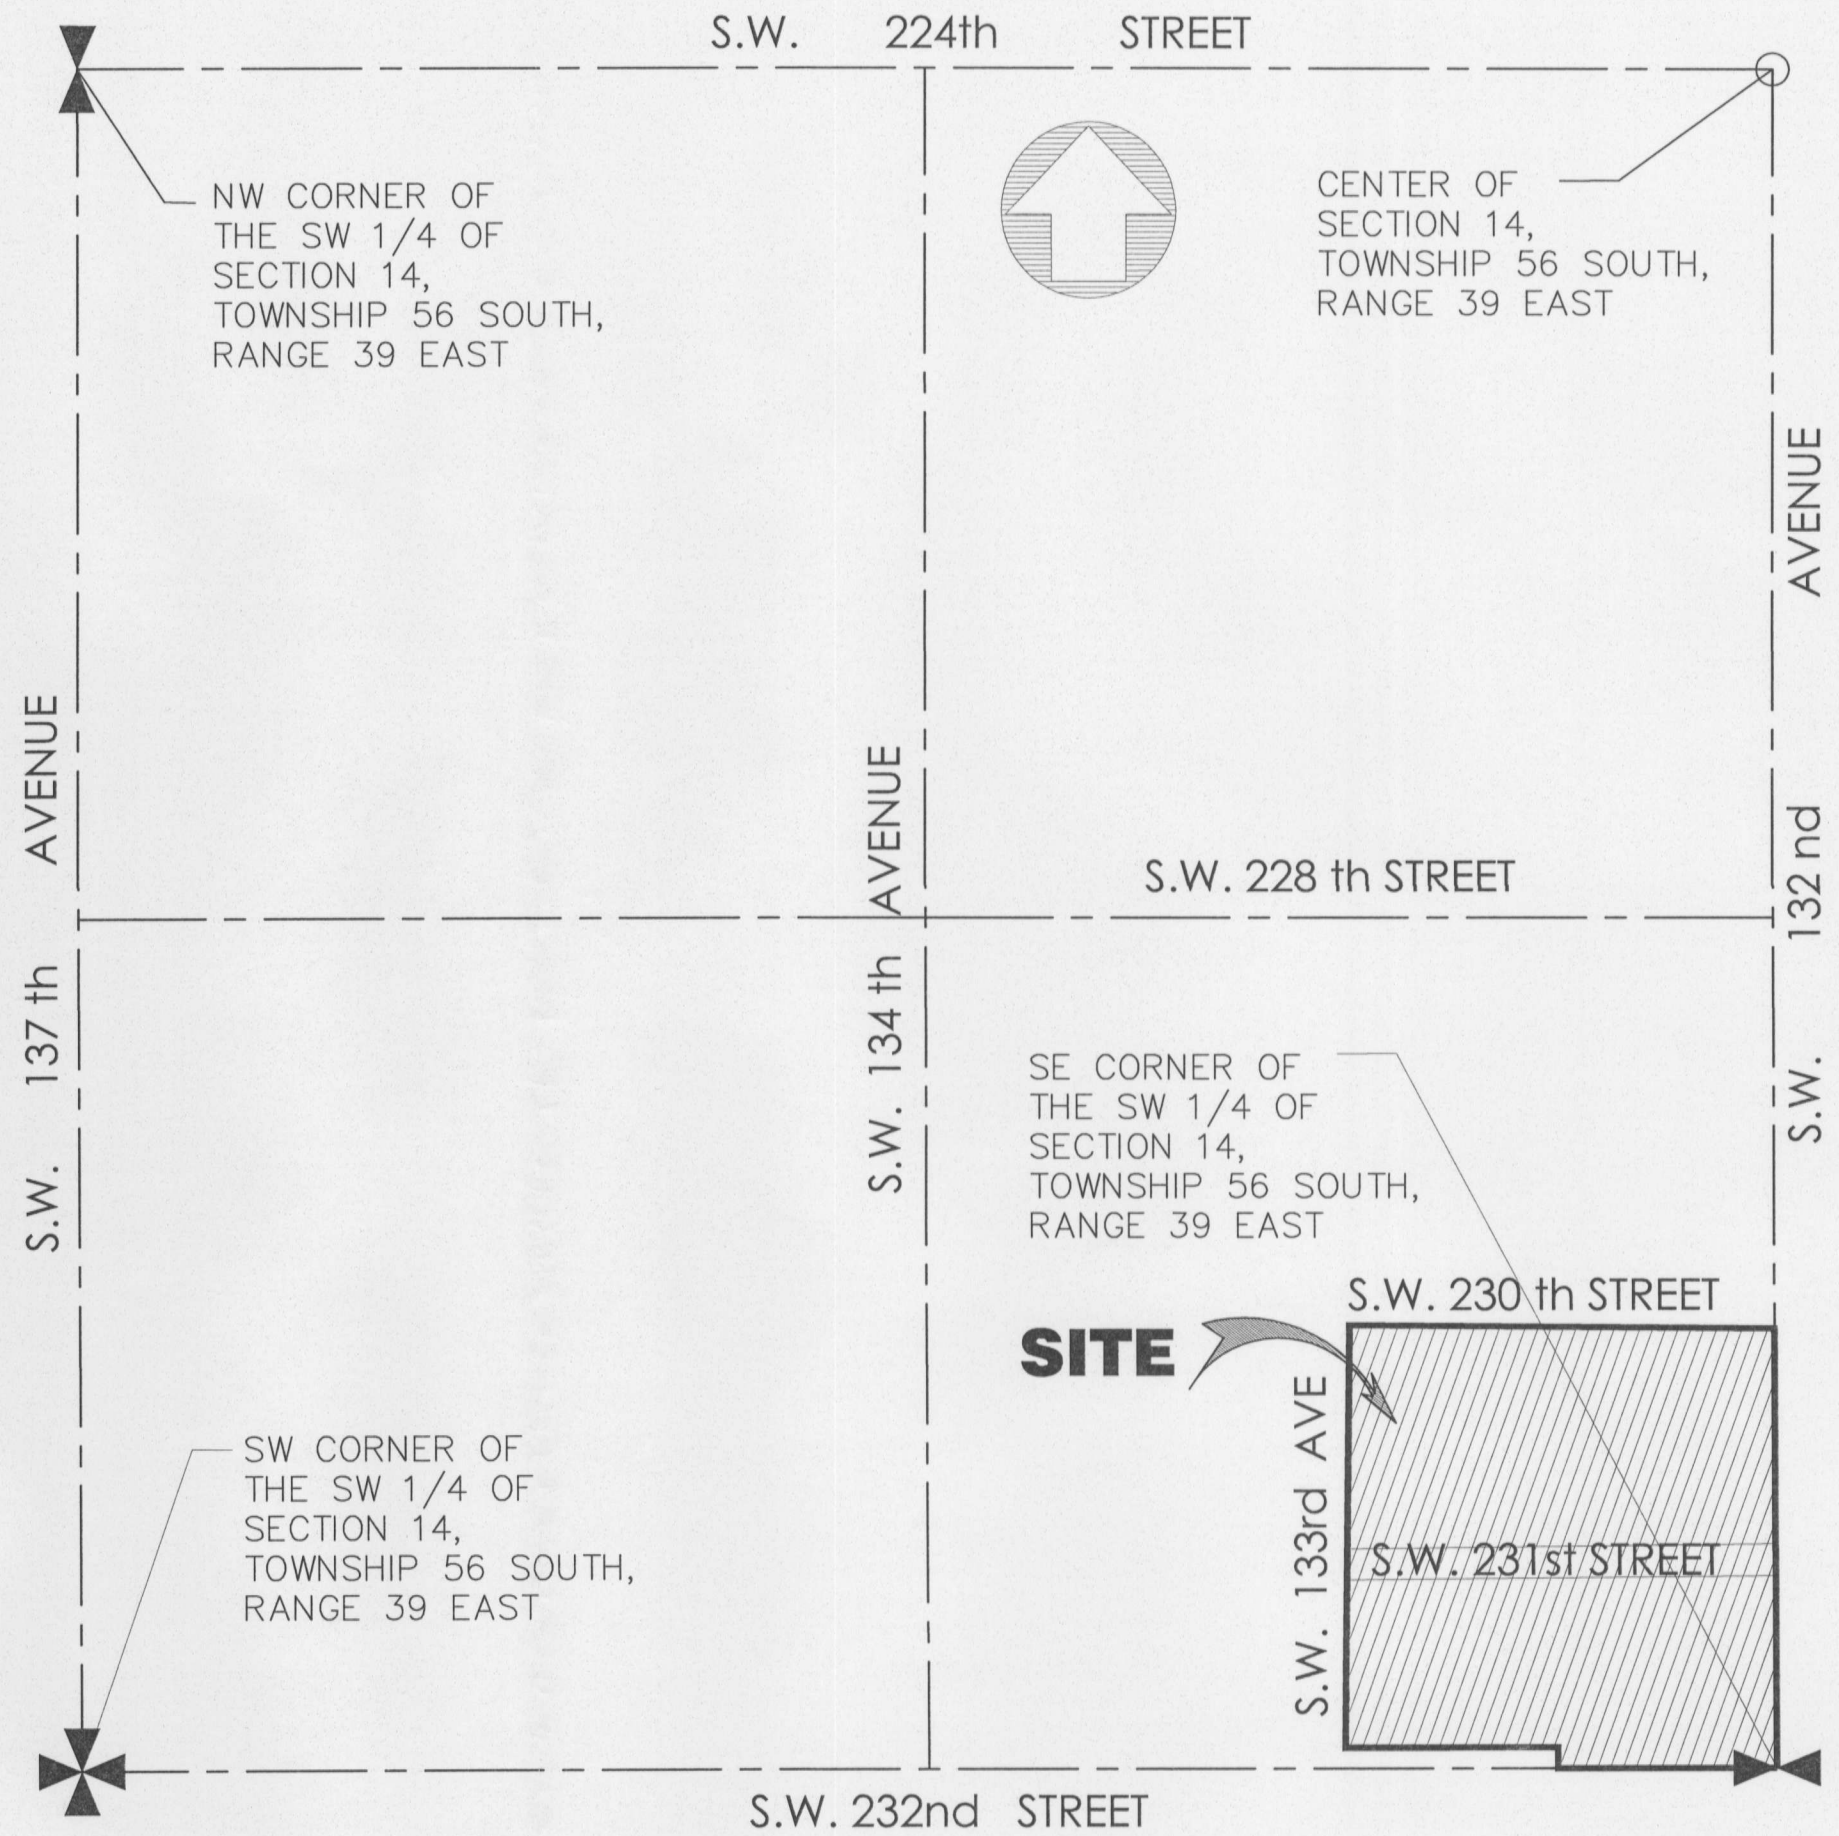 S.W. 224th STREET
NW CORNER OF
THE SW 1/4 OF
SECTION 14,
TOWNSHIP 56 SOUTH,
RANGE 39 EAST
CENTER OF
SECTION 14,
TOWNSHIP 56 SOUTH,
RANGE 39 EAST
S.W. 137 th AVENUE
S.W. 134 th AVENUE
S.W. 132 nd AVENUE
S.W. 228 th STREET
SE CORNER OF
THE SW 1/4 OF
SECTION 14,
TOWNSHIP 56 SOUTH,
RANGE 39 EAST
S.W. 230 th STREET
SITE
S.W. 133rd AVE
S.W. 231st STREET
SW CORNER OF
THE SW 1/4 OF
SECTION 14,
TOWNSHIP 56 SOUTH,
RANGE 39 EAST
S.W. 232nd STREET